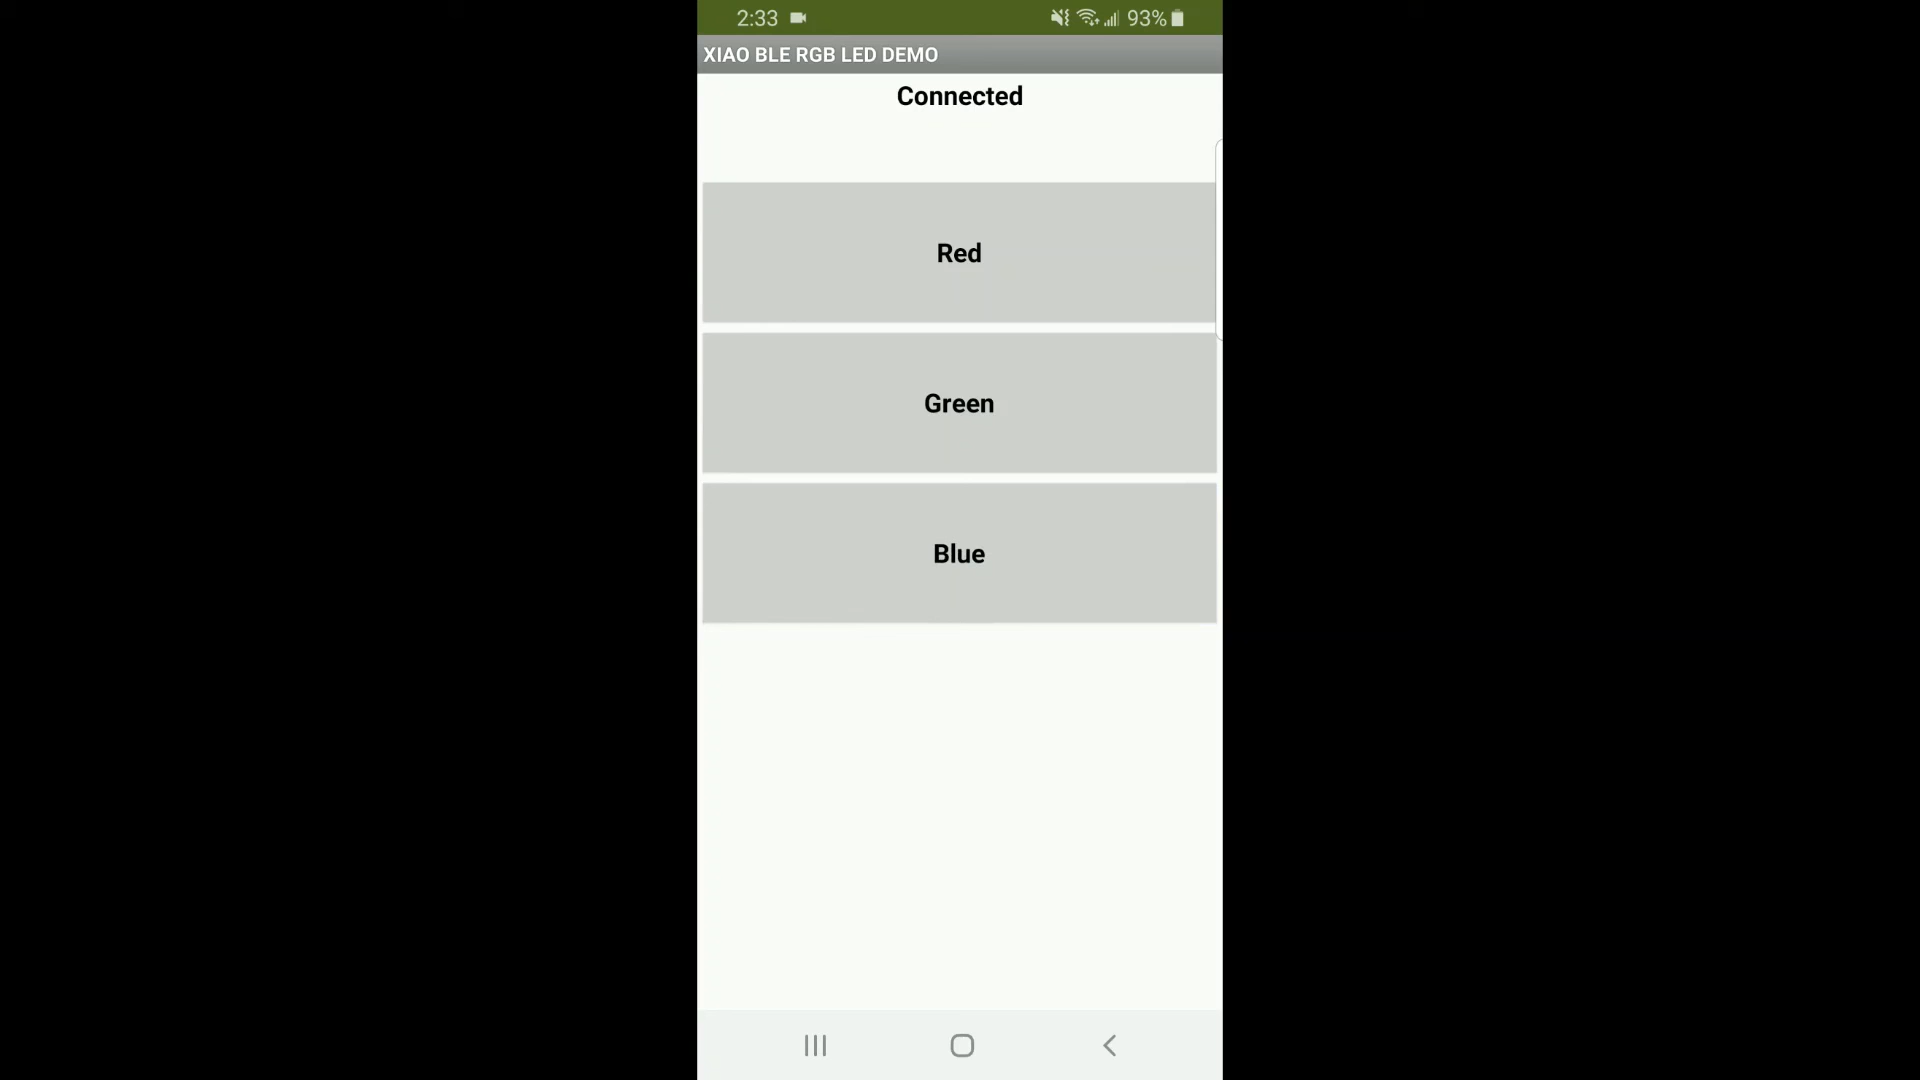 2:33 93%
XIAO BLE RGB LED DEMO
Connected
Red
Green
Blue